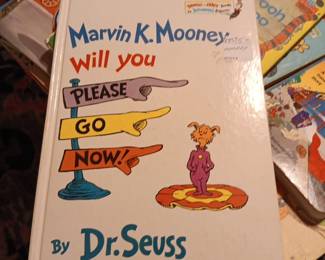 Marvin K. Mooney
Will you
PLEASE
GO
NOW!
By Dr. Seuss